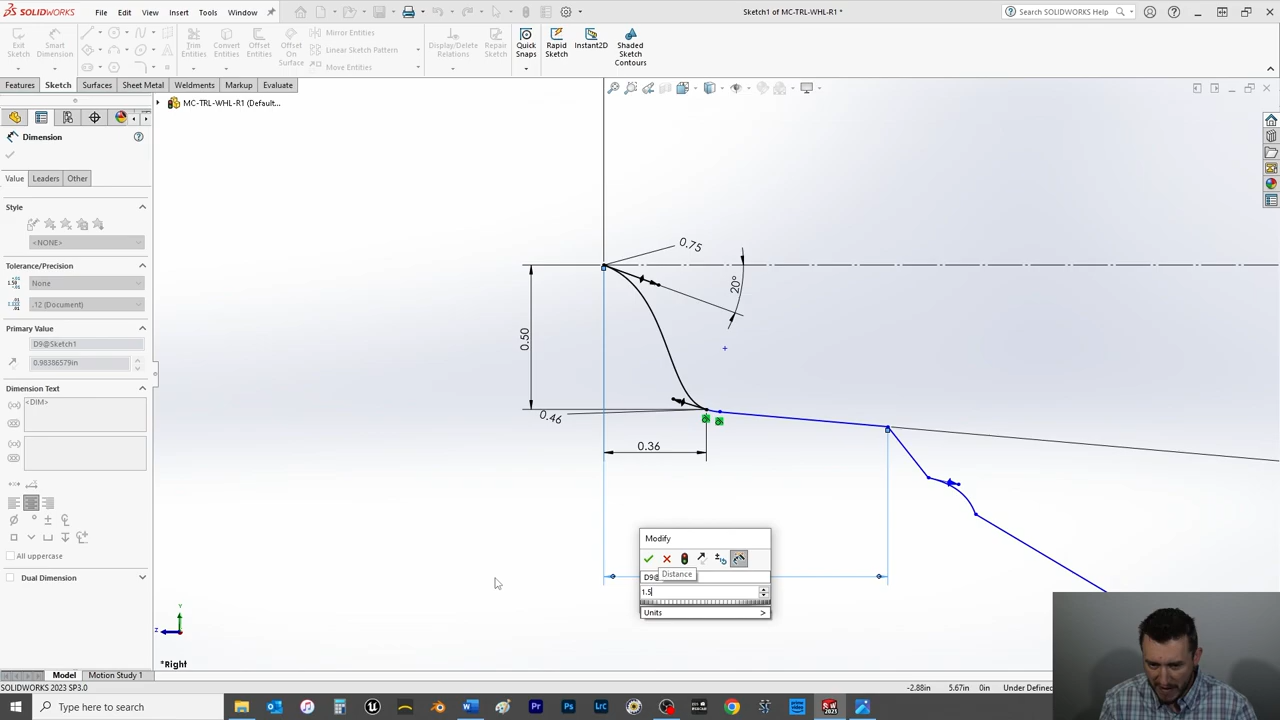 SOLIDWORKS
File Edit View Insert Tools Window
Sketch1 of MC-TRL-WHL-R1 *
Search SOLIDWORKS Help
Exit Sketch
Smart Dimension
Trim Entities
Convert Entities
Offset Entities
Offset On Surface
Mirror Entities
Linear Sketch Pattern
Move Entities
Display/Delete Relations
Repair Sketch
Quick Snaps
Rapid Sketch
Instant2D
Shaded Sketch Contours
Features Sketch Surfaces Sheet Metal Weldments Markup Evaluate
MC-TRL-WHL-R1 (Default...
Dimension
Value Leaders Other
Style
<NONE>
Tolerance/Precision
None
.12 (Document)
Primary Value
D9@Sketch1
0.98386579in
Dimension Text
<DIM>
All uppercase
Dual Dimension
0.75
20°
0.50
0.46
0.36
Modify
D9@
Distance
1.5
Units >
Y
Z
*Right
Model Motion Study 1
SOLIDWORKS 2023 SP3.0
-2.88in 5.67in 0in Under Defined
Type here to search